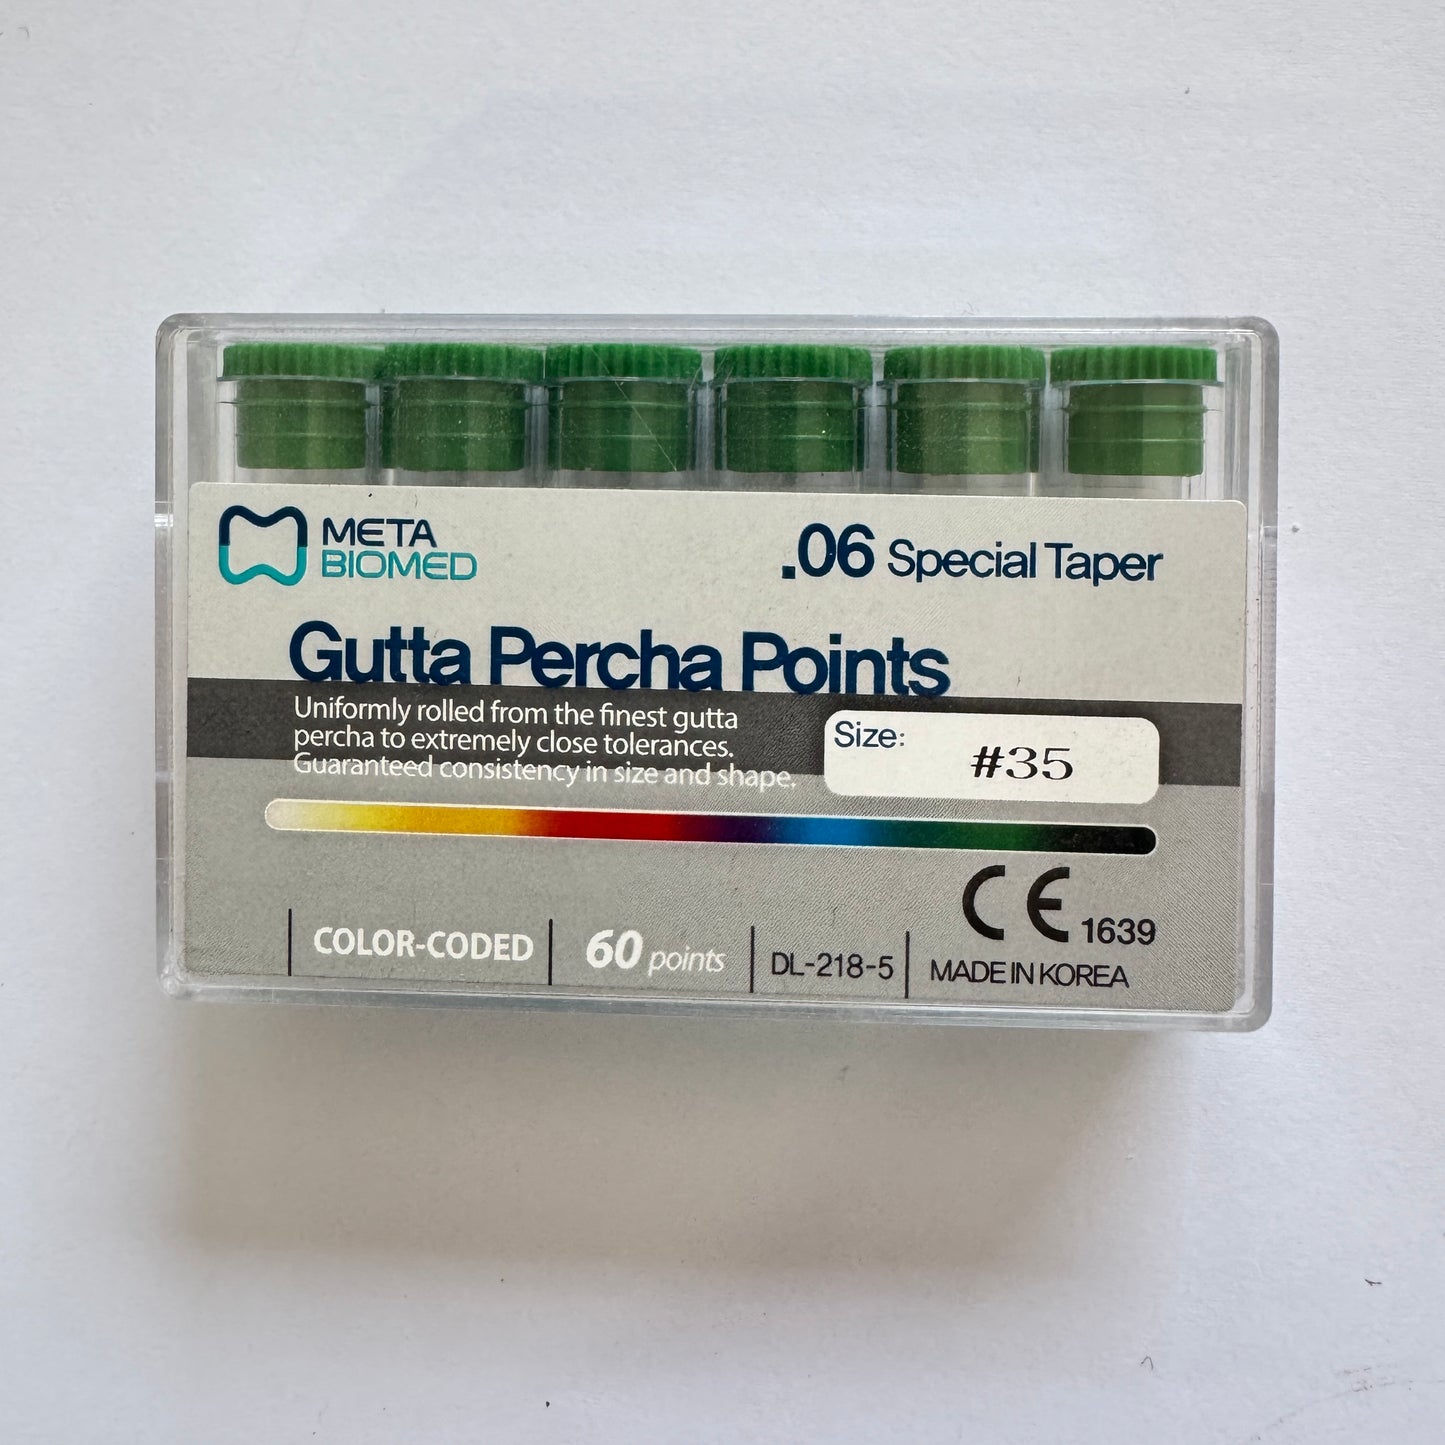 META
BIOMED
.06 Special Taper
Gutta Percha Points
Uniformly rolled from the finest gutta
percha to extremely close tolerances.
Guaranteed consistency in size and shape.
Size:
#35
CE 1639
COLOR-CODED
60 points
DL-218-5
MADE IN KOREA